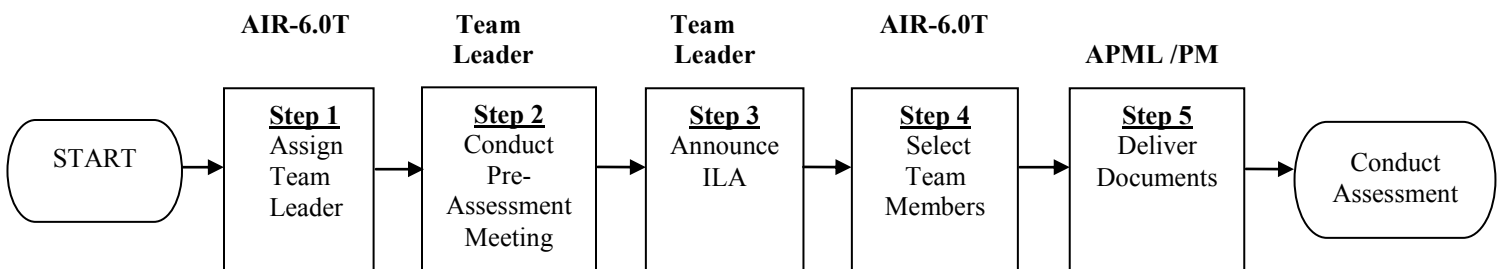 AIR-6.0T
Team
Leader
Team
Leader
AIR-6.0T
APML /PM
START
Step 1
Assign
Team
Leader
Step 2
Conduct
Pre-
Assessment
Meeting
Step 3
Announce
ILA
Step 4
Select
Team
Members
Step 5
Deliver
Documents
Conduct
Assessment